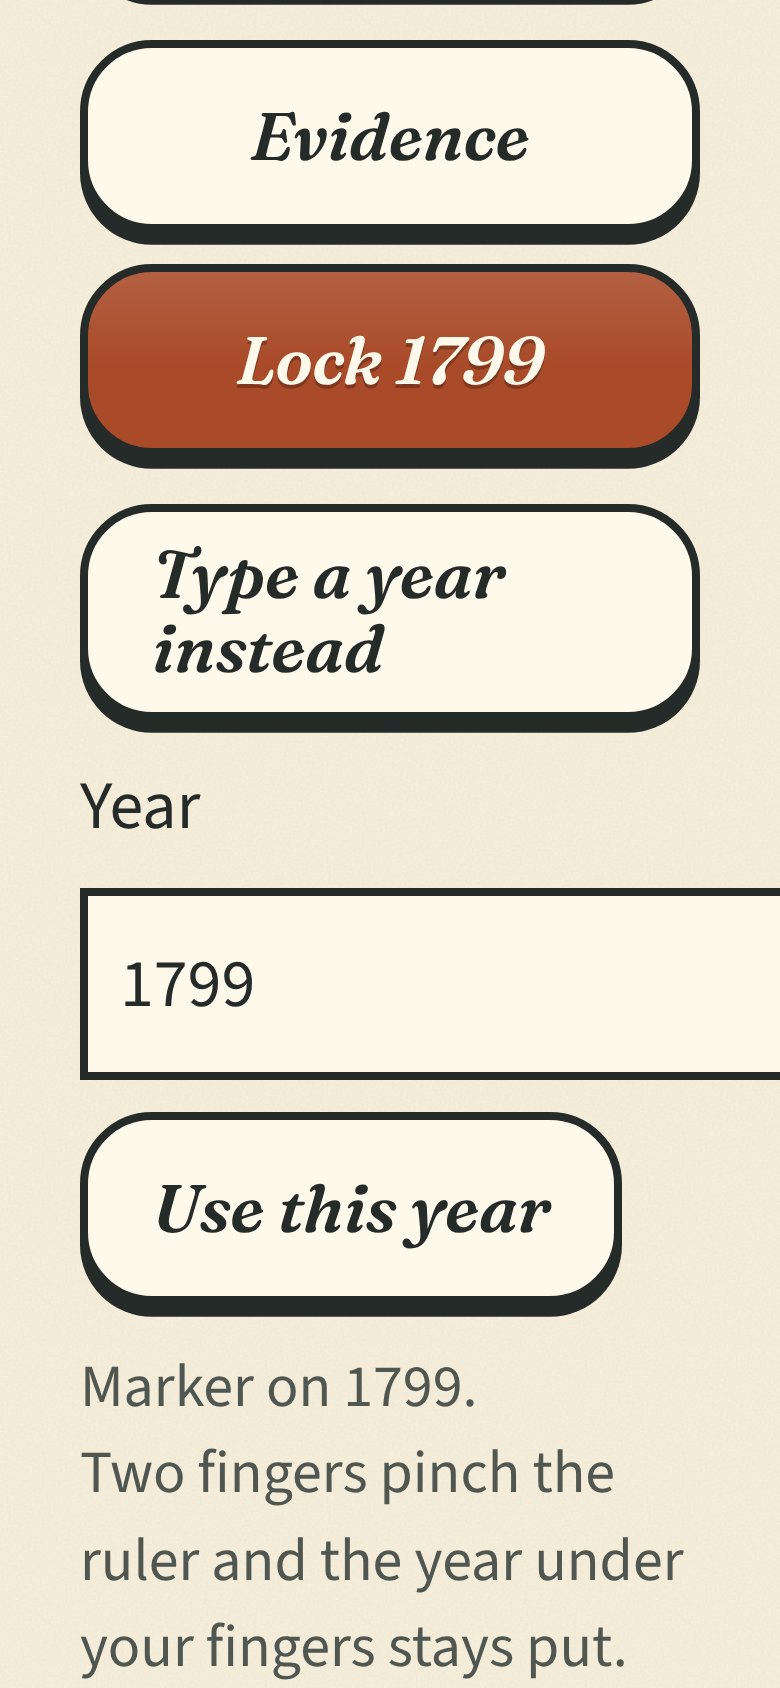 Evidence
Lock 1799
Type a year
instead
Year
1799
Use this year
Marker on 1799.
Two fingers pinch the
ruler and the year under
your fingers stays put.